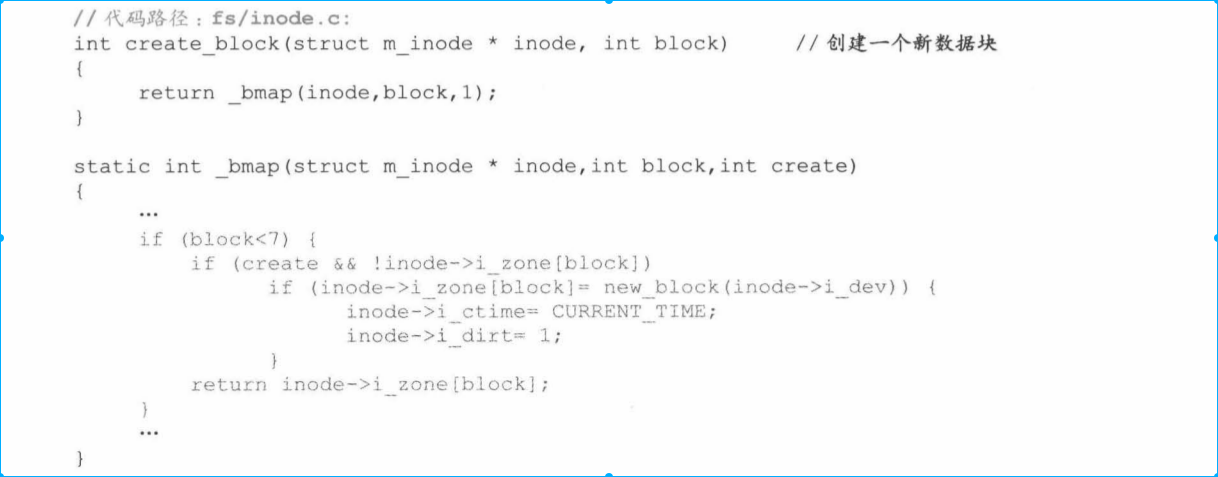 // 代码路径：fs/inode.c:
int create_block(struct m_inode * inode, int block)     // 创建一个新数据块
{
     return _bmap(inode,block,1);
}

static int _bmap(struct m_inode * inode,int block,int create)
{
     …
     if (block<7) {
         if (create && !inode->i_zone[block])
               if (inode->i_zone[block]= new_block(inode->i_dev)) {
                     inode->i_ctime= CURRENT_TIME;
                     inode->i_dirt= 1;
               }
         return inode->i_zone[block];
     }
     …
}